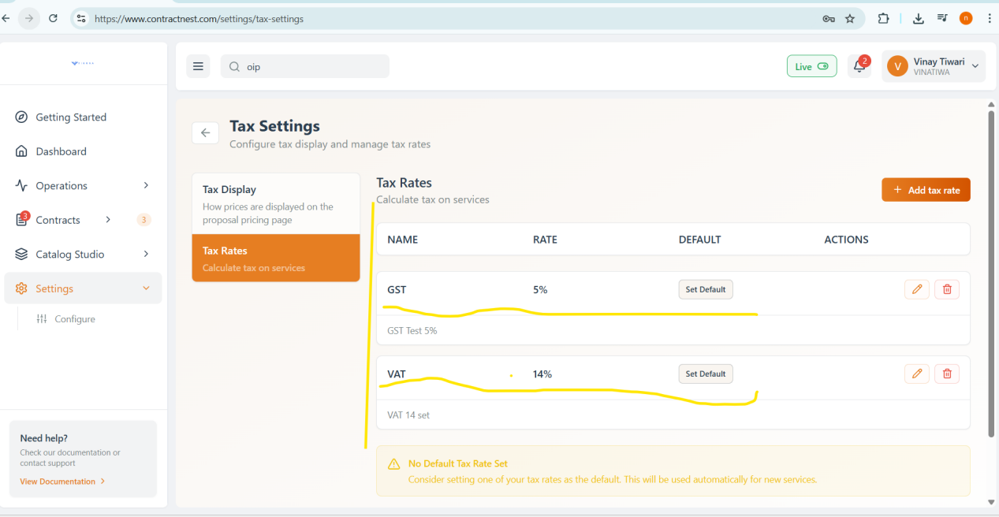 https://www.contractnest.com/settings/tax-settings
n
oip
Live
2
V
Vinay Tiwari
VINATIWA
Getting Started
Dashboard
Operations
3
Contracts
3
Catalog Studio
Settings
Configure
Need help?
Check our documentation or
contact support
View Documentation
Tax Settings
Configure tax display and manage tax rates
Tax Display
How prices are displayed on the
proposal pricing page
Tax Rates
Calculate tax on services
Tax Rates
Calculate tax on services
+ Add tax rate
NAME RATE DEFAULT ACTIONS
GST 5% Set Default
GST Test 5%
VAT 14% Set Default
VAT 14 set
No Default Tax Rate Set
Consider setting one of your tax rates as the default. This will be used automatically for new services.